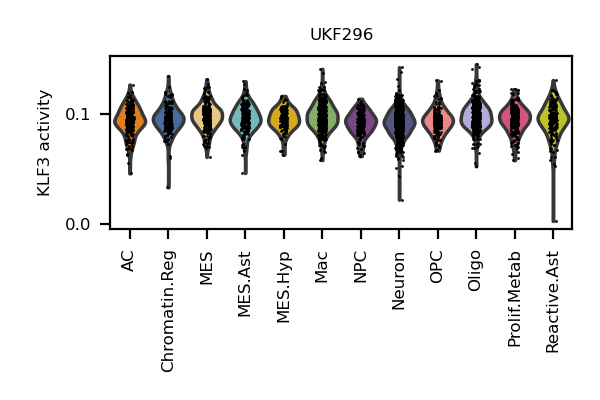 UKF296
KLF3 activity
0.1
0.0
AC
Chromatin.Reg
MES
MES.Ast
MES.Hyp
Mac
NPC
Neuron
OPC
Oligo
Prolif.Metab
Reactive.Ast